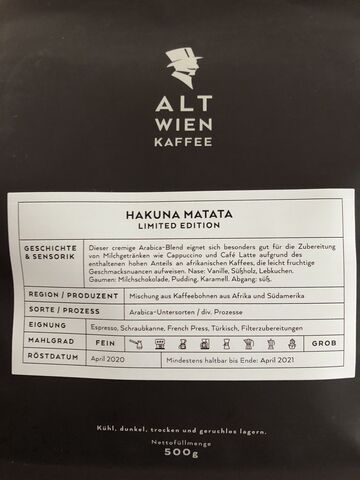 ALT
WIEN
KAFFEE
HAKUNA MATATA
LIMITED EDITION
GESCHICHTE & SENSORIK
Dieser cremige Arabica-Blend eignet sich besonders gut für die Zubereitung
von Milchgetränken wie Cappuccino und Café Latte aufgrund des
enthaltenen hohen Anteils an afrikanischen Kaffees, die leicht fruchtige
Geschmacksnuancen aufweisen. Nase: Vanille, Süßholz, Lebkuchen.
Gaumen: Milchschokolade, Pudding, Karamell. Abgang: süß.
REGION / PRODUZENT Mischung aus Kaffeebohnen aus Afrika und Südamerika
SORTE / PROZESS Arabica-Untersorten / div. Prozesse
EIGNUNG Espresso, Schraubkanne, French Press, Türkisch, Filterzubereitungen
MAHLGRAD FEIN GROB
RÖSTDATUM April 2020 Mindestens haltbar bis Ende: April 2021
Kühl, dunkel, trocken und geruchlos lagern.
Nettofüllmenge
500g